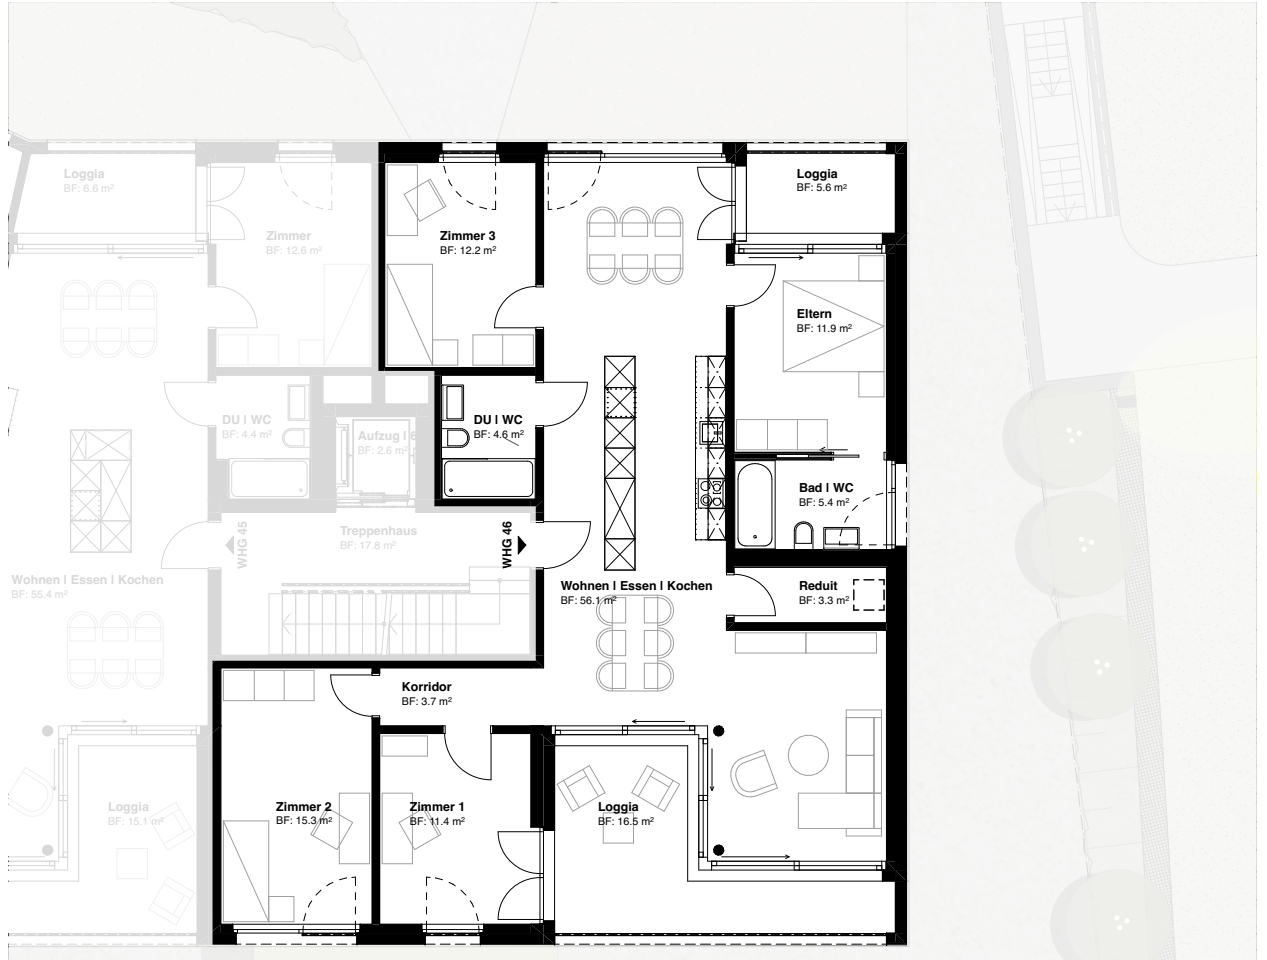 Loggia
BF: 6.6 m²
Zimmer
BF: 12.6 m²
Zimmer 3
BF: 12.2 m²
Loggia
BF: 5.6 m²
Eltern
BF: 11.9 m²
DU I WC
BF: 4.4 m²
Aufzug I
BF: 2.6 m²
DU I WC
BF: 4.6 m²
Bad I WC
BF: 5.4 m²
WHG 45
Treppenhaus
BF: 17.8 m²
WHG 46
Wohnen I Essen I Kochen
BF: 55.4 m²
Wohnen I Essen I Kochen
BF: 56.1 m²
Reduit
BF: 3.3 m²
Korridor
BF: 3.7 m²
Loggia
BF: 15.1 m²
Zimmer 2
BF: 15.3 m²
Zimmer 1
BF: 11.4 m²
Loggia
BF: 16.5 m²